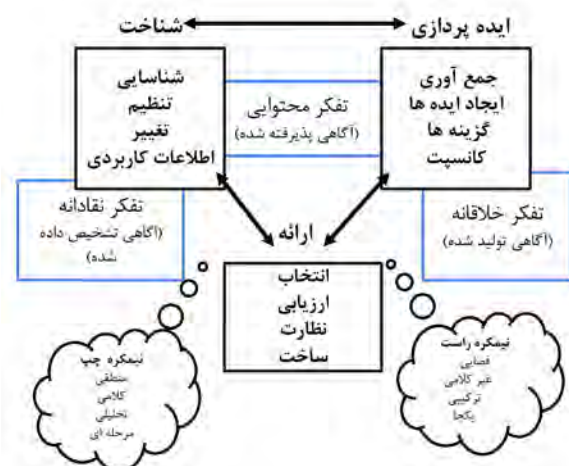 ایده پردازی
شناخت
جمع آوری
ایجاد ایده ها
گزینه ها
کانسپت
تفکر محتوایی
(آگاهی پذیرفته شده)
شناسایی
تنظیم
تغییر
اطلاعات کاربردی
تفکر خلاقانه
(آگاهی تولید شده)
تفکر نقادانه
(آگاهی تشخیص داده
شده)
ارائه
انتخاب
ارزیابی
نظارت
ساخت
نیمکره راست
فضایی
غیر کلامی
ترکیبی
یکجا
نیمکره چپ
منطقی
کلامی
تحلیلی
مرحله ای